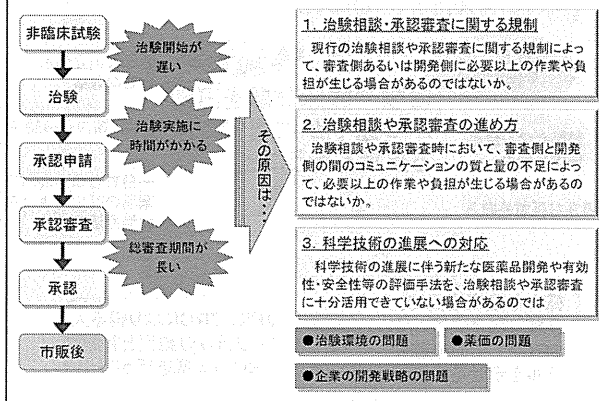 非臨床試験
治験
承認申請
承認審査
承認
市販後
治験開始が
遅い
治験実施に
時間がかかる
総審査期間が
長い
その原因は・・・
1. 治験相談・承認審査に関する規制
現行の治験相談や承認審査に関する規制によっ
て、審査側あるいは開発側に必要以上の作業や負
担が生じる場合があるのではないか。
2. 治験相談や承認審査の進め方
治験相談や承認審査時において、審査側と開発
側の間のコミュニケーションの質と量の不足によっ
て、必要以上の作業や負担が生じる場合があるの
ではないか。
3. 科学技術の進展への対応
科学技術の進展に伴う新たな医薬品開発や有効
性・安全性等の評価手法を、治験相談や承認審査
に十分活用できていない場合があるのでは
●治験環境の問題
●薬価の問題
●企業の開発戦略の問題